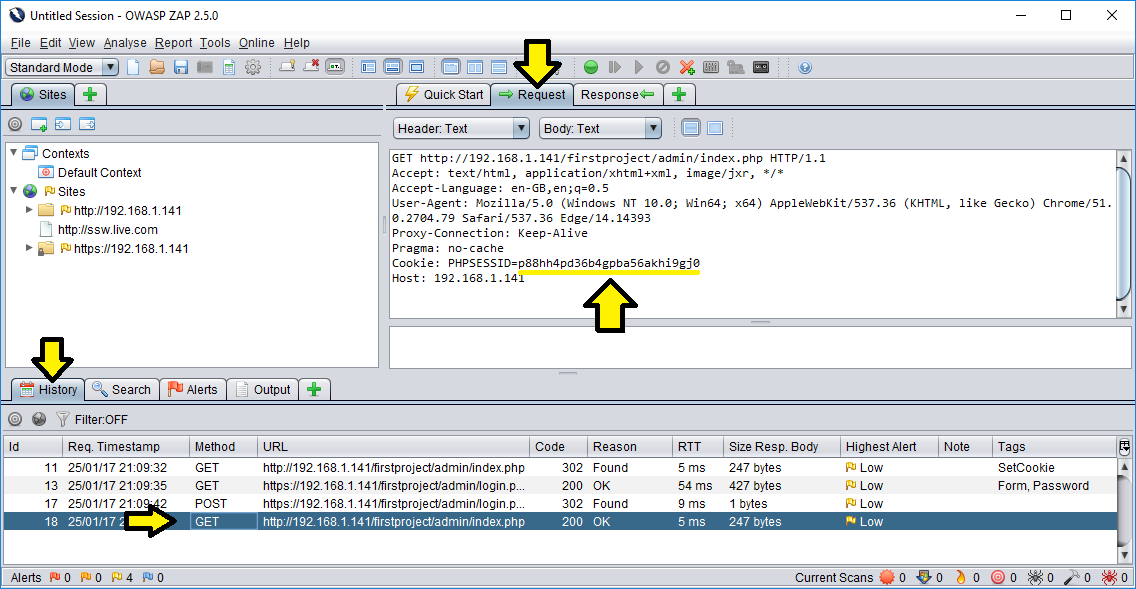 Untitled Session - OWASP ZAP 2.5.0
File Edit View Analyse Report Tools Online Help
Standard Mode
Sites
Quick Start Request Response
Header: Text Body: Text
Contexts
Default Context
Sites
http://192.168.1.141
http://ssw.live.com
https://192.168.1.141
GET http://192.168.1.141/firstproject/admin/index.php HTTP/1.1
Accept: text/html, application/xhtml+xml, image/jxr, */*
Accept-Language: en-GB,en;q=0.5
User-Agent: Mozilla/5.0 (Windows NT 10.0; Win64; x64) AppleWebKit/537.36 (KHTML, like Gecko) Chrome/51.
0.2704.79 Safari/537.36 Edge/14.14393
Proxy-Connection: Keep-Alive
Pragma: no-cache
Cookie: PHPSESSID=p88hh4pd36b4gpba56akhi9gj0
Host: 192.168.1.141
History Search Alerts Output
Filter:OFF
Id Req. Timestamp Method URL Code Reason RTT Size Resp. Body Highest Alert Note Tags
11 25/01/17 21:09:32 GET http://192.168.1.141/firstproject/admin/index.php 302 Found 5 ms 247 bytes Low SetCookie
13 25/01/17 21:09:35 GET https://192.168.1.141/firstproject/admin/login.p... 200 OK 54 ms 427 bytes Low Form, Password
17 25/01/17 21:09:42 POST https://192.168.1.141/firstproject/admin/login.p... 302 Found 9 ms 1 bytes Low
18 25/01/17 GET http://192.168.1.141/firstproject/admin/index.php 200 OK 5 ms 247 bytes Low
Alerts 0 0 4 0 Current Scans 0 0 0 0 0 0 0